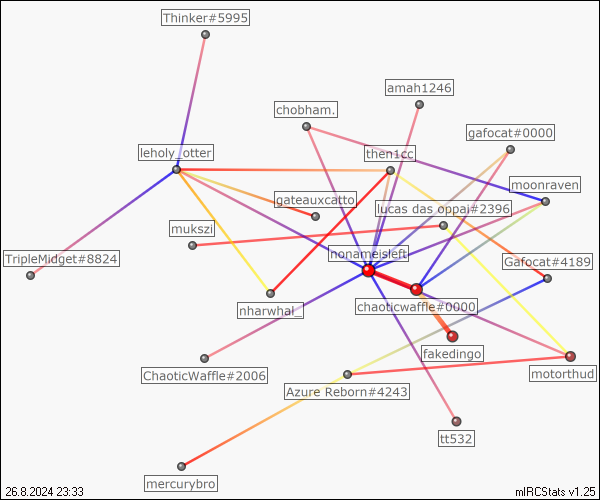 Thinker#5995
amah1246
chobham.
gafocat#0000
leholy_otter
then1cc
moonraven
gateauxcatto
lucas das oppai#2396
mukszi
nonameisleft
TripleMidget#8824
Gafocat#4189
nharwhal_
chaoticwaffle#0000
fakedingo
ChaoticWaffle#2006
motorthud
Azure Reborn#4243
tt532
mercurybro
26.8.2024 23:33
mIRCStats v1.25